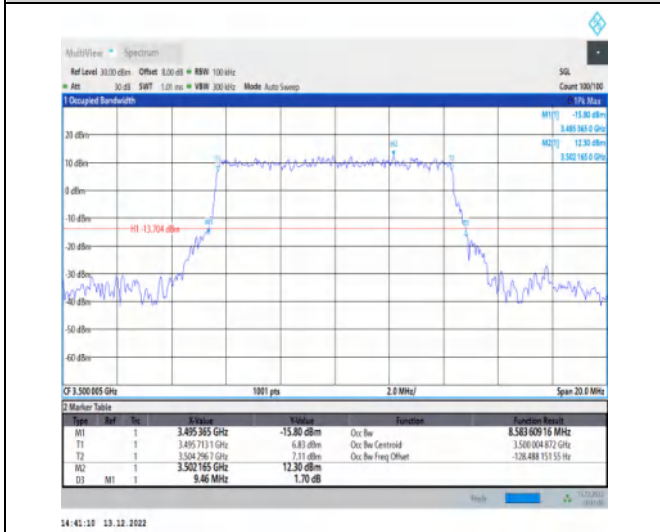 MultiView Spectrum
Ref Level 30.00 dBm Offset 8.00 dB RBW 100 kHz SGL
Att 30 dB SWT 1.01 ms VBW 300 kHz Mode Auto Sweep Count 100/100
1 Occupied Bandwidth 1Pk Max
M1[1] -15.80 dBm
3.495 365 0 GHz
20 dBm
M2[1] 12.30 dBm
3.502 165 0 GHz
M2
T1 T2
10 dBm
0 dBm
-10 dBm
M1 D3
H1 -13.704 dBm
-20 dBm
-30 dBm
-40 dBm
-50 dBm
-60 dBm
CF 3.500 005 GHz 1001 pts 2.0 MHz/ Span 20.0 MHz
2 Marker Table
Type Ref Trc X-Value Y-Value Function Function Result
M1 1 3.495 365 GHz -15.80 dBm Occ Bw 8.583 609 16 MHz
T1 1 3.495 713 1 GHz 6.83 dBm Occ Bw Centroid 3.500 004 872 GHz
T2 1 3.504 296 7 GHz 7.11 dBm Occ Bw Freq Offset -128.488 151 55 Hz
M2 1 3.502 165 GHz 12.30 dBm
D3 M1 1 9.46 MHz 1.70 dB
Ready
14:41:10 13.12.2022